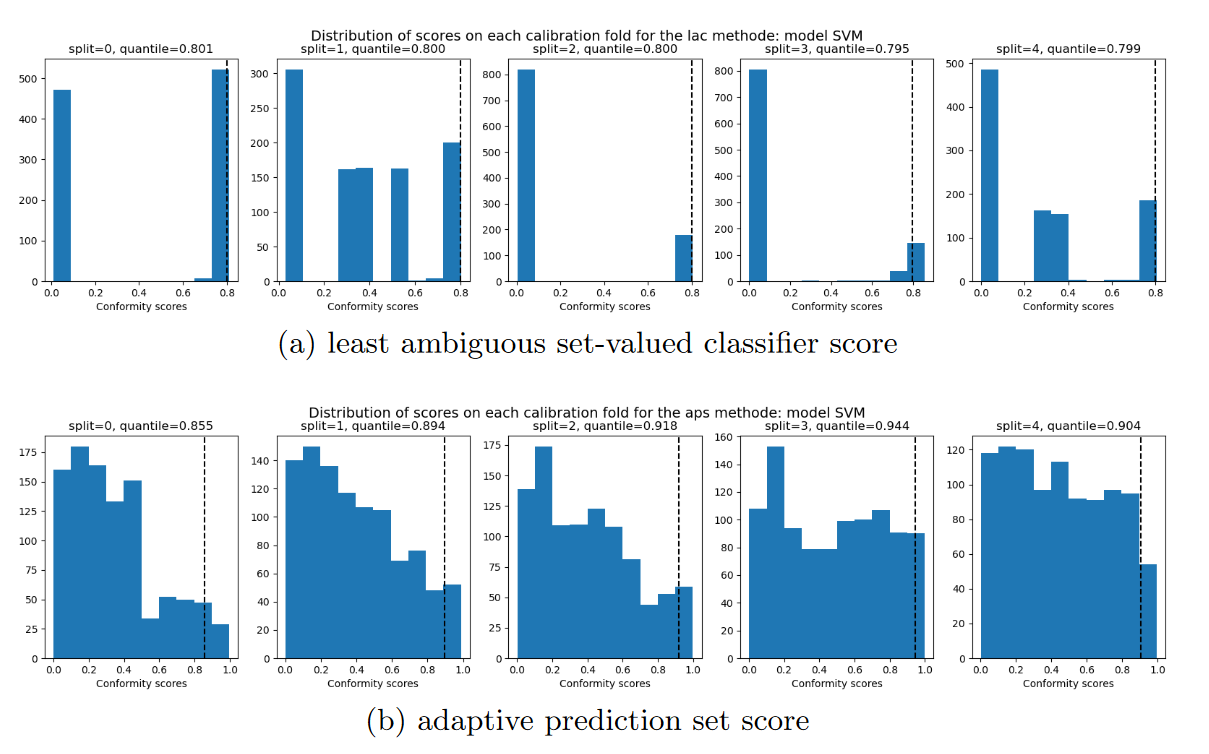 Distribution of scores on each calibration fold for the lac methode: model SVM
split=0, quantile=0.801 split=1, quantile=0.800 split=2, quantile=0.800 split=3, quantile=0.795 split=4, quantile=0.799
500
400
300
200
100
0
0.0 0.2 0.4 0.6 0.8
Conformity scores
300
250
200
150
100
50
0
0.0 0.2 0.4 0.6 0.8
Conformity scores
800
700
600
500
400
300
200
100
0
0.0 0.2 0.4 0.6 0.8
Conformity scores
800
700
600
500
400
300
200
100
0
0.0 0.2 0.4 0.6 0.8
Conformity scores
500
400
300
200
100
0
0.0 0.2 0.4 0.6 0.8
Conformity scores
(a) least ambiguous set-valued classifier score
Distribution of scores on each calibration fold for the aps methode: model SVM
split=0, quantile=0.855 split=1, quantile=0.894 split=2, quantile=0.918 split=3, quantile=0.944 split=4, quantile=0.904
175
150
125
100
75
50
25
0
0.0 0.2 0.4 0.6 0.8 1.0
Conformity scores
140
120
100
80
60
40
20
0
0.0 0.2 0.4 0.6 0.8 1.0
Conformity scores
175
150
125
100
75
50
25
0
0.0 0.2 0.4 0.6 0.8 1.0
Conformity scores
160
140
120
100
80
60
40
20
0
0.0 0.2 0.4 0.6 0.8 1.0
Conformity scores
120
100
80
60
40
20
0
0.0 0.2 0.4 0.6 0.8 1.0
Conformity scores
(b) adaptive prediction set score